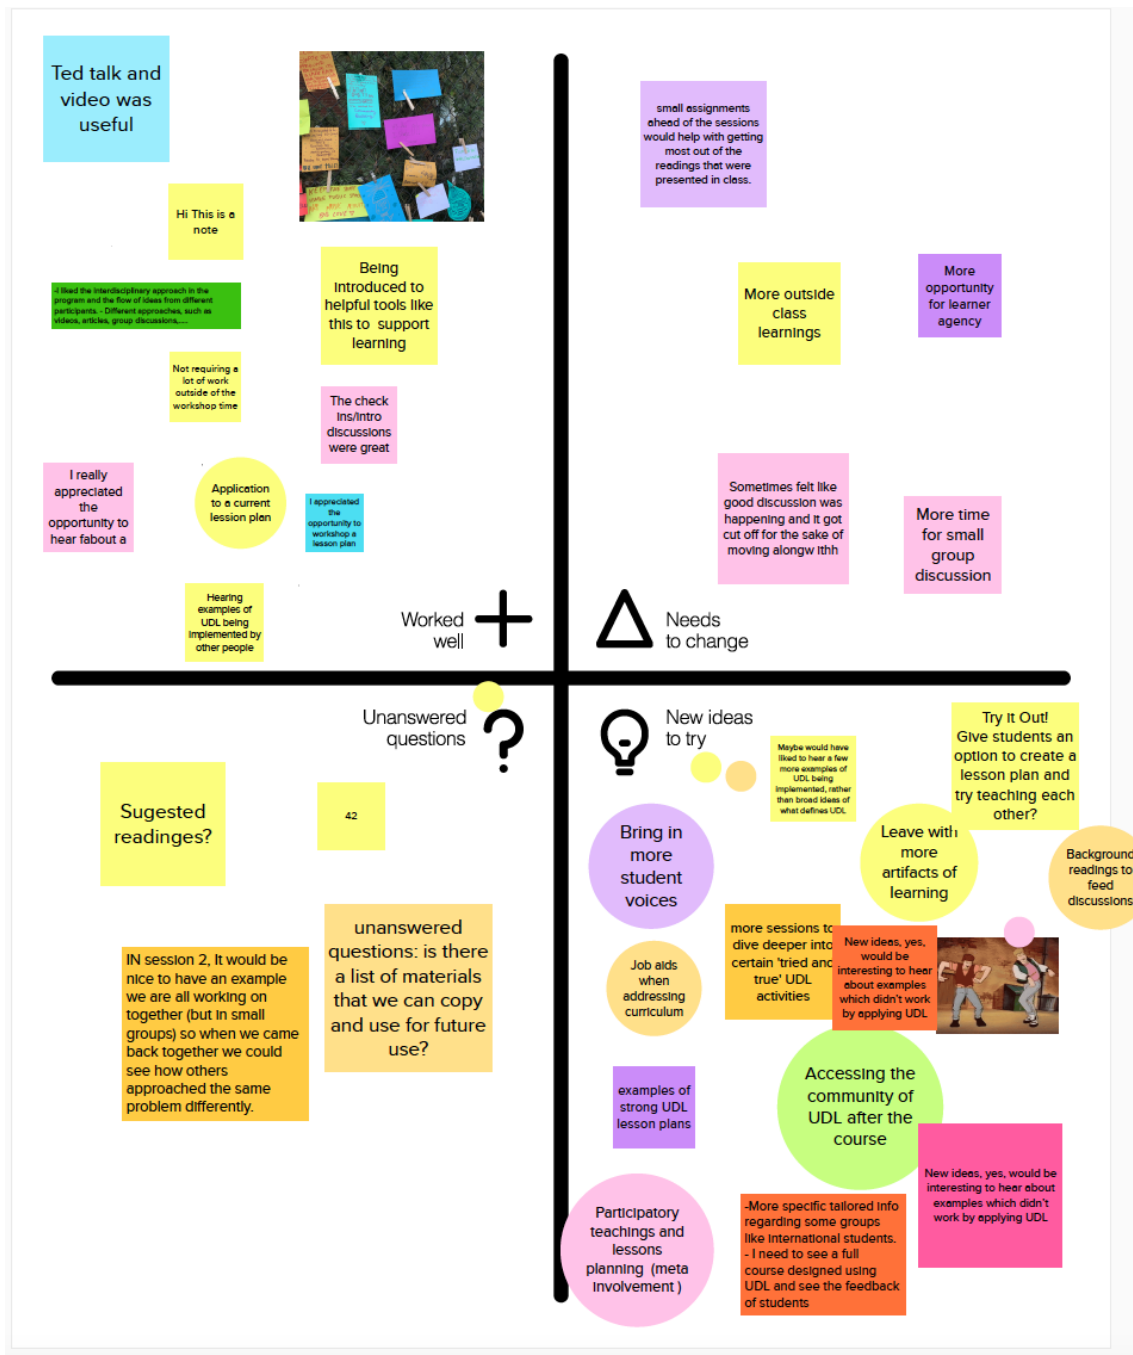 Ted talk and
video was
useful
Hi This is a
note
-i liked the interdisciplinary approach in the
program and the flow of ideas from different
participants. - Different approaches, such as
videos, articles, group discussions,....
Being
introduced to
helpful tools like
this to support
learning
Not requiring a
lot of work
outside of the
workshop time
The check
ins/intro
discussions
were great
I really
appreciated
the
opportunity to
hear fabout a
Application
to a current
lesson plan
I appreciated
the
opportunity to
workshop a
lesson plan
Hearing
examples of
UDL being
implemented by
other people
Worked
well
small assignments
ahead of the sessions
would help with getting
most out of the
readings that were
presented in class.
More outside
class
learnings
More
opportunity
for learner
agency
Sometimes felt like
good discussion was
happening and it got
cut off for the sake of
moving alongw ithh
More time
for small
group
discussion
Needs
to change
Unanswered
questions
Sugested
readinges?
42
IN session 2, It would be
nice to have an example
we are all working on
together (but in small
groups) so when we came
back together we could
see how others
approached the same
problem differently.
unanswered
questions: is there
a list of materials
that we can copy
and use for future
use?
New ideas
to try
Maybe would have
liked to hear a few
more examples of
UDL being
implemented, rather
than broad ideas of
what defines UDL
Try it Out!
Give students an
option to create a
lesson plan and
try teaching each
other?
Bring in
more
student
voices
Leave with
more
artifacts of
learning
Background
readings to
feed
discussions
Job aids
when
addressing
curriculum
more sessions to
dive deeper into
certain 'tried and
true' UDL
activities
New ideas, yes,
would be
interesting to hear
about examples
which didn't work
by applying UDL
examples of
strong UDL
lesson plans
Accessing the
community of
UDL after the
course
New ideas, yes, would be
interesting to hear about
examples which didn't
work by applying UDL
Participatory
teachings and
lessons
planning (meta
involvement )
-More specific tailored info
regarding some groups
like international students.
- I need to see a full
course designed using
UDL and see the feedback
of students